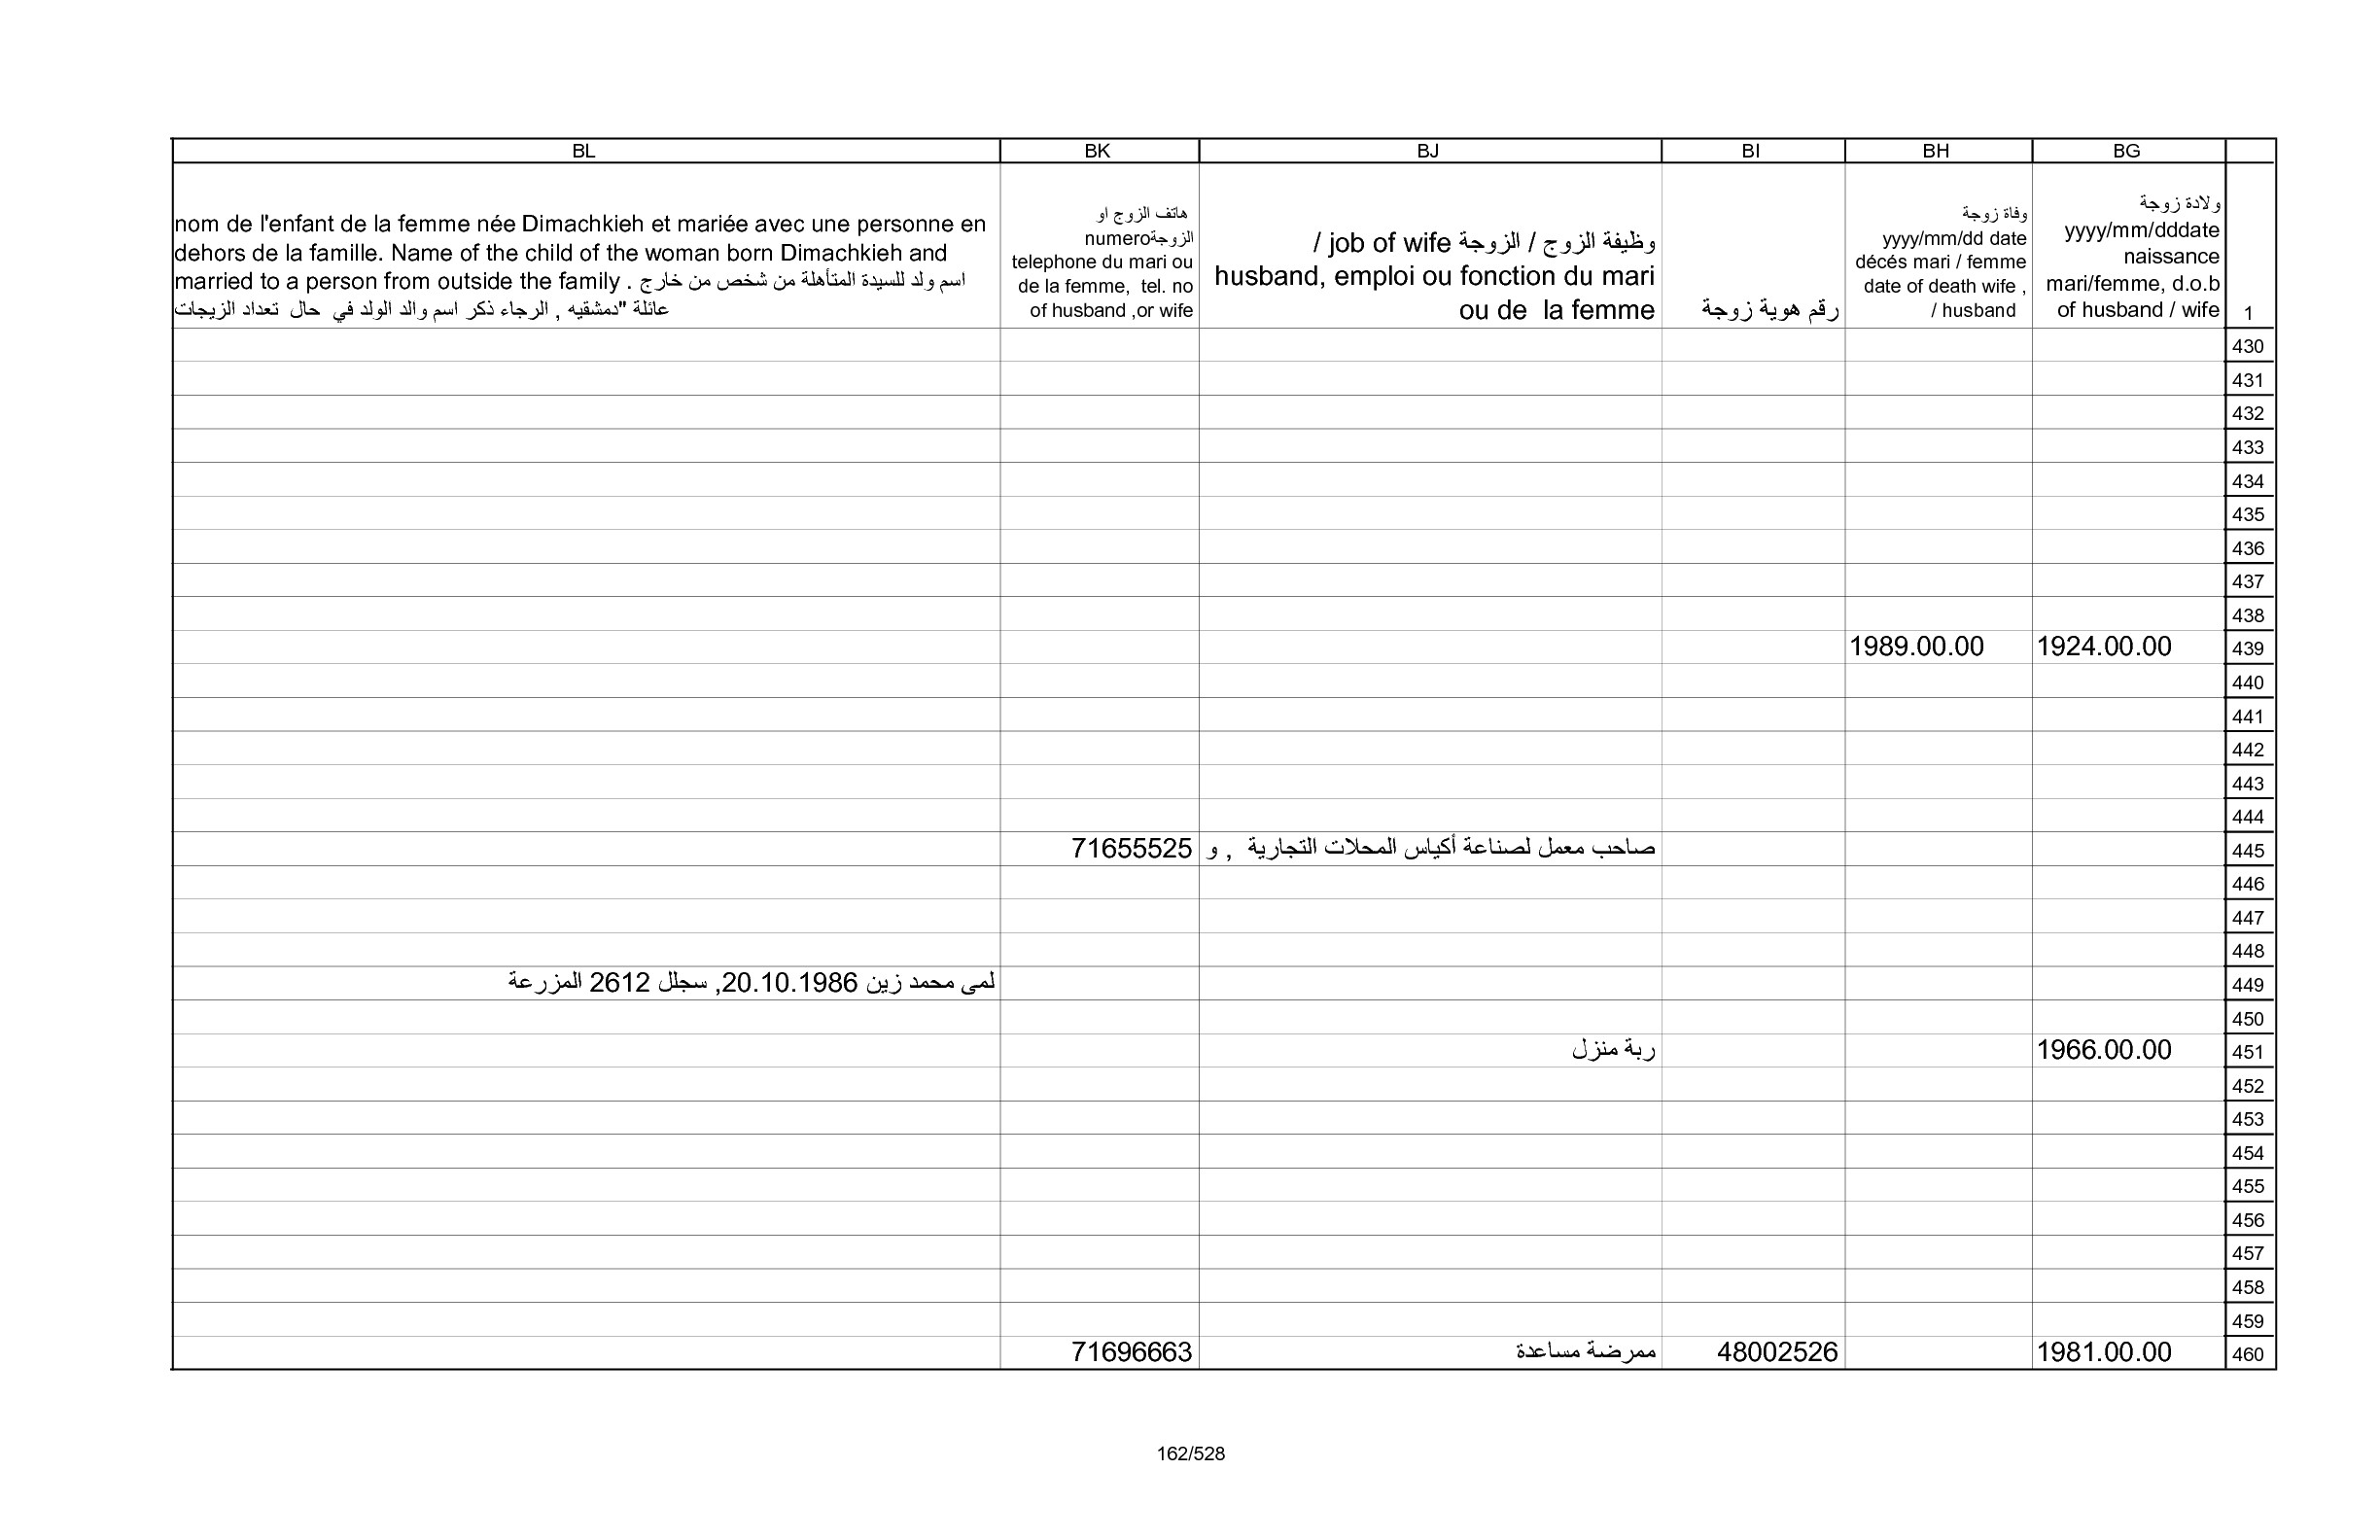 BL BK BJ BI BH BG
nom de l'enfant de la femme née Dimachkieh et mariée avec une personne en
dehors de la famille. Name of the child of the woman born Dimachkieh and
married to a person from outside the family . اسم ولد للسيدة المتأهلة من شخص من خارج
عائلة "دمشقيه , الرجاء ذكر اسم والد الولد في حال تعداد الزيجات
هاتف الزوج او
الزوجةnumero
telephone du mari ou
de la femme, tel. no
of husband ,or wife
وظيفة الزوج / الزوجة job of wife /
husband, emploi ou fonction du mari
ou de la femme
رقم هوية زوجة
وفاة زوجة
yyyy/mm/dd date
décés mari / femme
date of death wife ,
/ husband
ولادة زوجة
yyyy/mm/dddate
naissance
mari/femme, d.o.b
of husband / wife
1
430
431
432
433
434
435
436
437
438
1989.00.00 1924.00.00 439
440
441
442
443
444
71655525 صاحب معمل لصناعة أكياس المحلات التجارية , و 445
446
447
448
لمى محمد زين 20.10.1986, سجلل 2612 المزرعة 449
450
ربة منزل 1966.00.00 451
452
453
454
455
456
457
458
459
71696663 ممرضة مساعدة 48002526 1981.00.00 460
162/528